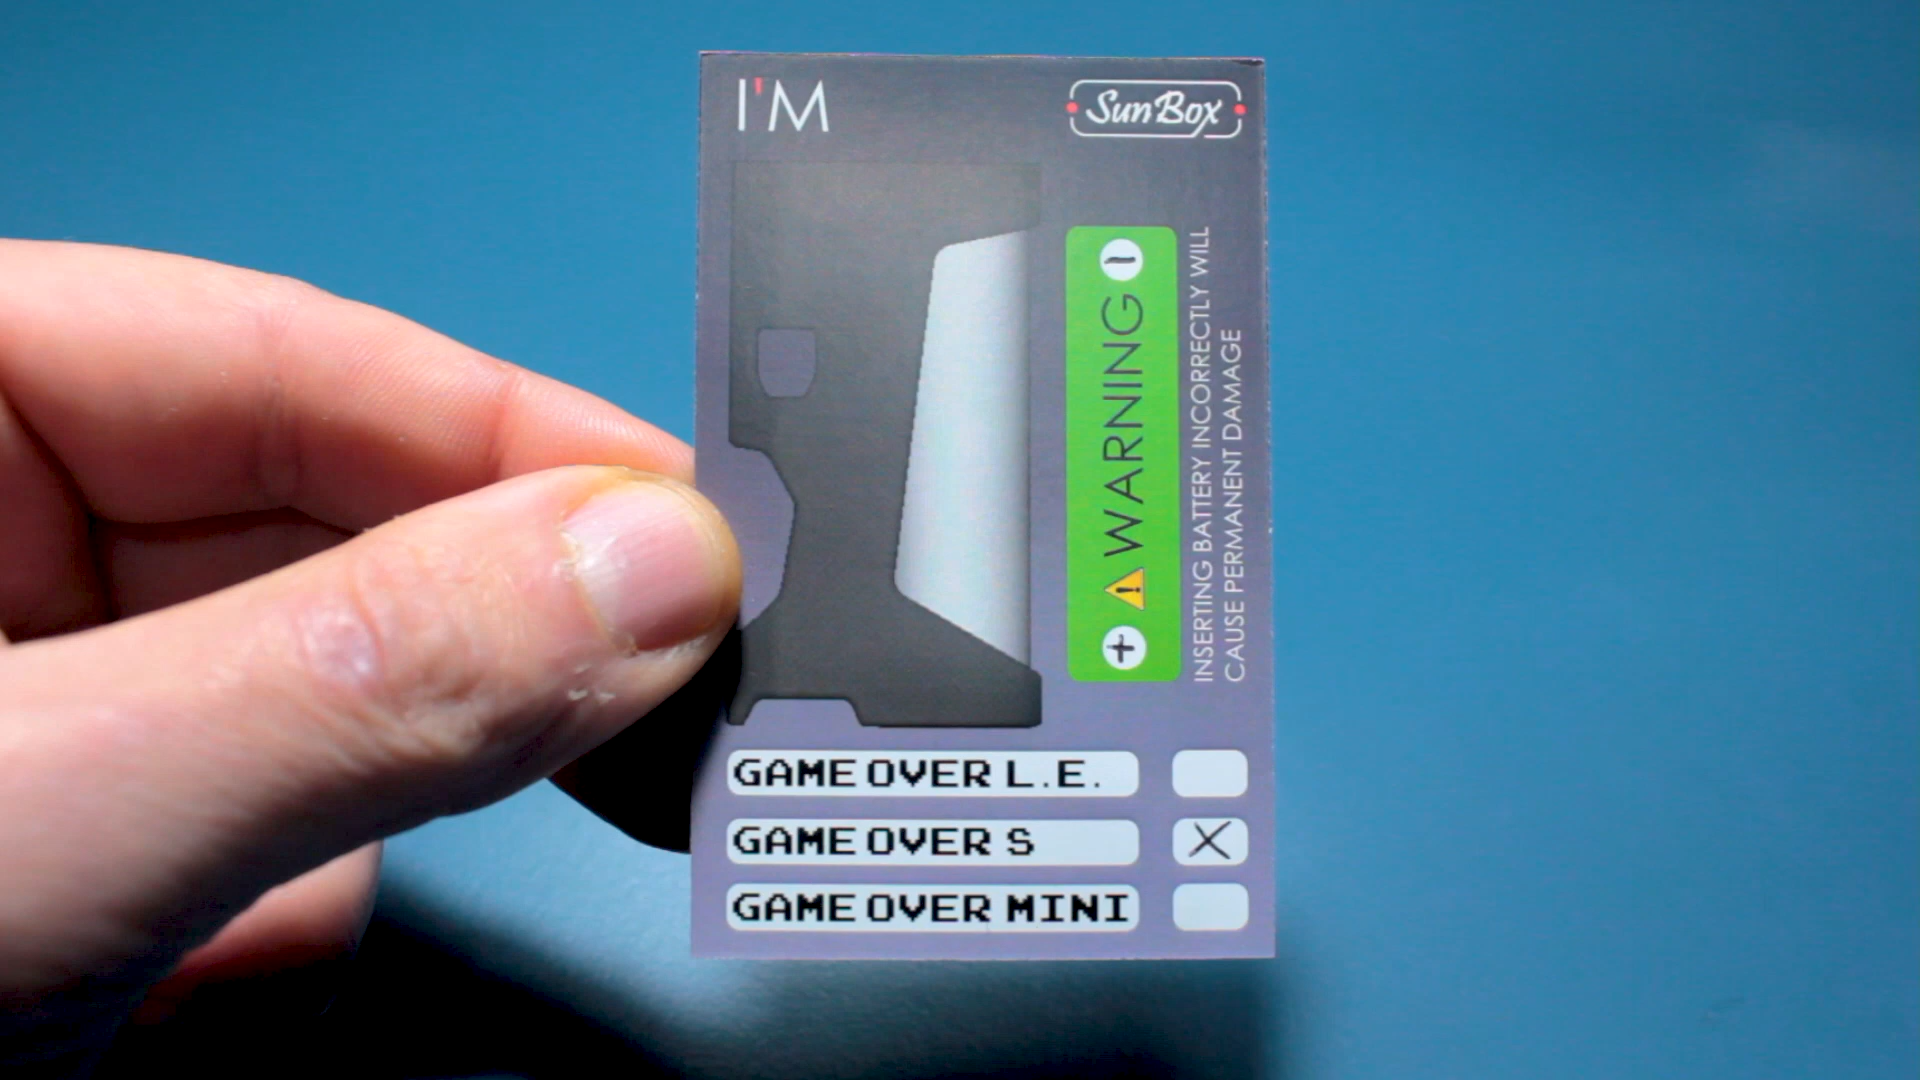 I'M
SunBox
+ ⚠ WARNING −
INSERTING BATTERY INCORRECTLY WILL
CAUSE PERMANENT DAMAGE
GAME OVER L.E.
GAME OVER S X
GAME OVER MINI